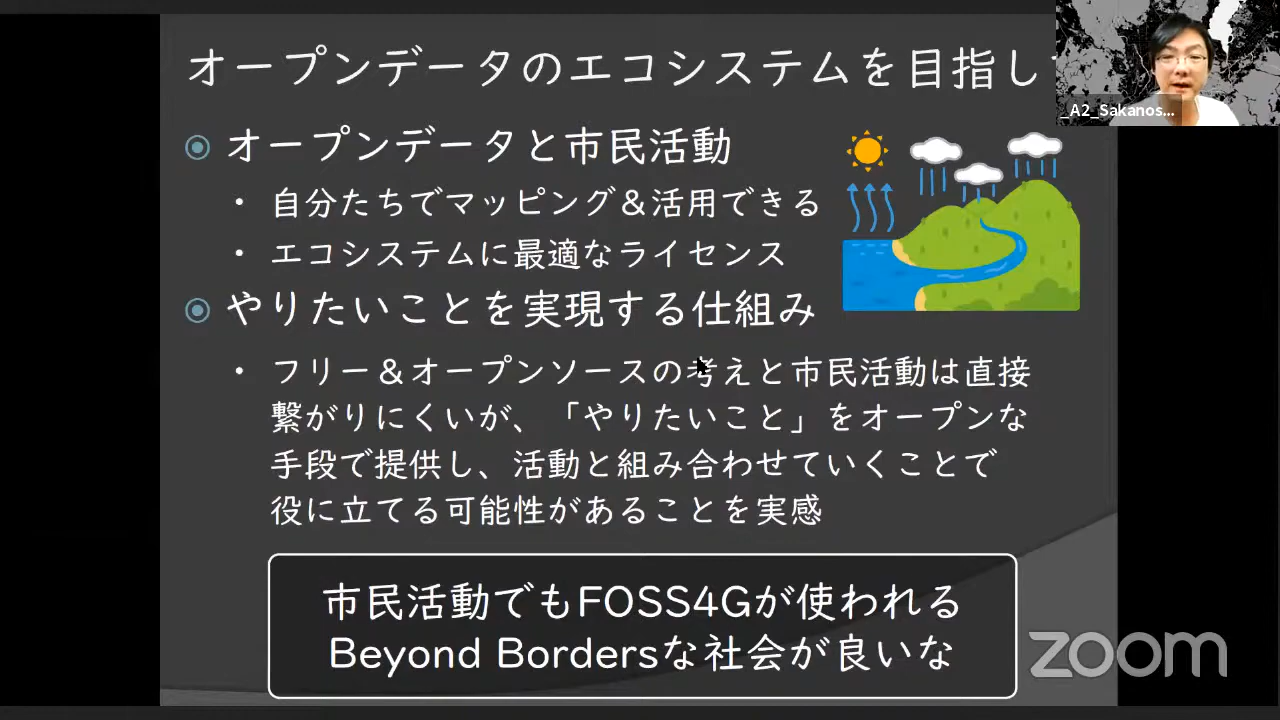 オープンデータのエコシステムを目指し
_A2_Sakanos...
オープンデータと市民活動
・ 自分たちでマッピング＆活用できる
・ エコシステムに最適なライセンス
やりたいことを実現する仕組み
・ フリー＆オープンソースの考えと市民活動は直接
繋がりにくいが、「やりたいこと」をオープンな
手段で提供し、活動と組み合わせていくことで
役に立てる可能性があることを実感
市民活動でもFOSS4Gが使われる
Beyond Bordersな社会が良いな
zoom